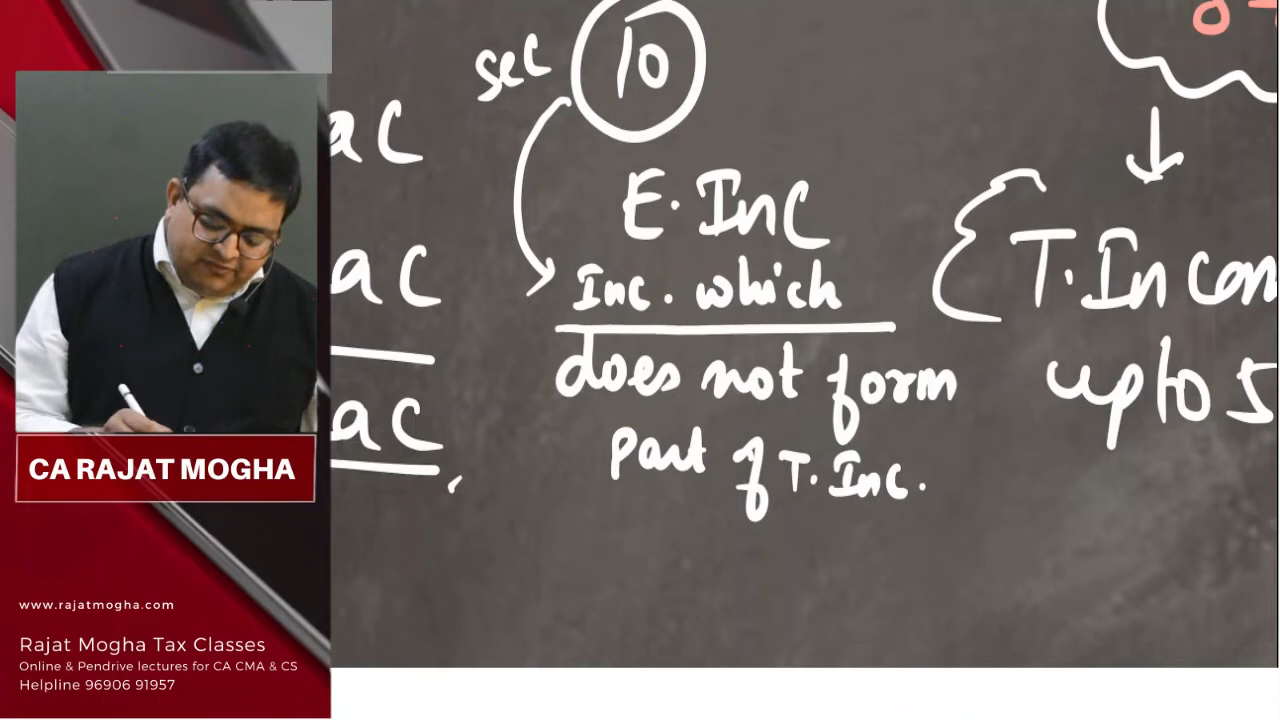 sec 10
ac
E. Inc
ac
Inc. which
T. Incom
does not form
upto 5
ac
part of T. Inc.
CA RAJAT MOGHA
www.rajatmogha.com
Rajat Mogha Tax Classes
Online & Pendrive lectures for CA CMA & CS
Helpline 96906 91957